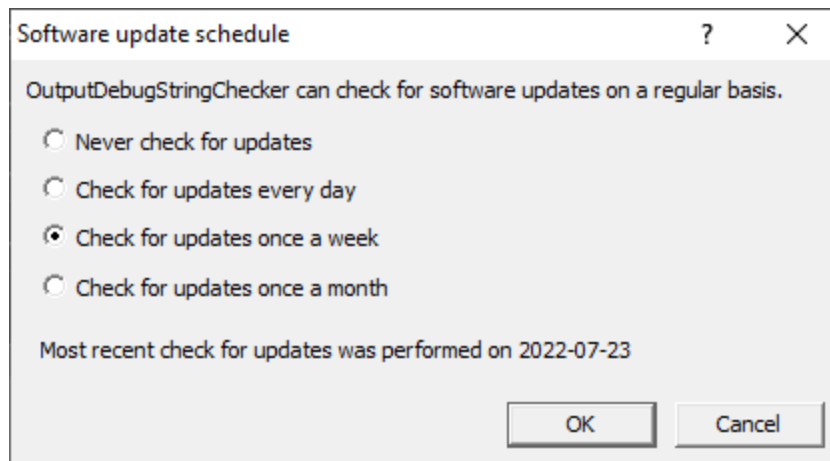 Software update schedule ?
OutputDebugStringChecker can check for software updates on a regular basis.
Never check for updates
Check for updates every day
Check for updates once a week
Check for updates once a month
Most recent check for updates was performed on 2022-07-23
OK Cancel